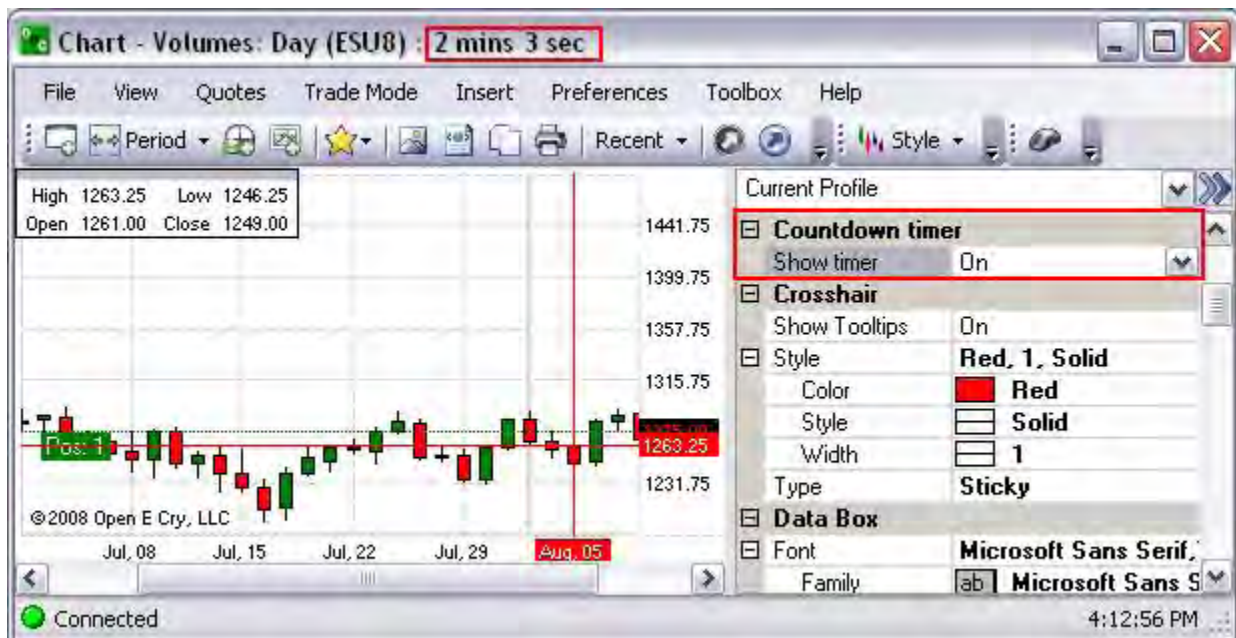 Chart - Volumes: Day (ESU8) : 2 mins 3 sec
File View Quotes Trade Mode Insert Preferences Toolbox Help
Period Recent Style
High 1263.25 Low 1246.25
Open 1261.00 Close 1249.00
1441.75
1399.75
1357.75
1315.75
1263.25
1231.75
Pos: 1
©2008 Open E Cry, LLC
Jul, 08 Jul, 15 Jul, 22 Jul, 29 Aug, 05
Current Profile
Countdown timer
Show timer On
Crosshair
Show Tooltips On
Style Red, 1, Solid
Color Red
Style Solid
Width 1
Type Sticky
Data Box
Font Microsoft Sans Serif,
Family ab Microsoft Sans S
Connected 4:12:56 PM